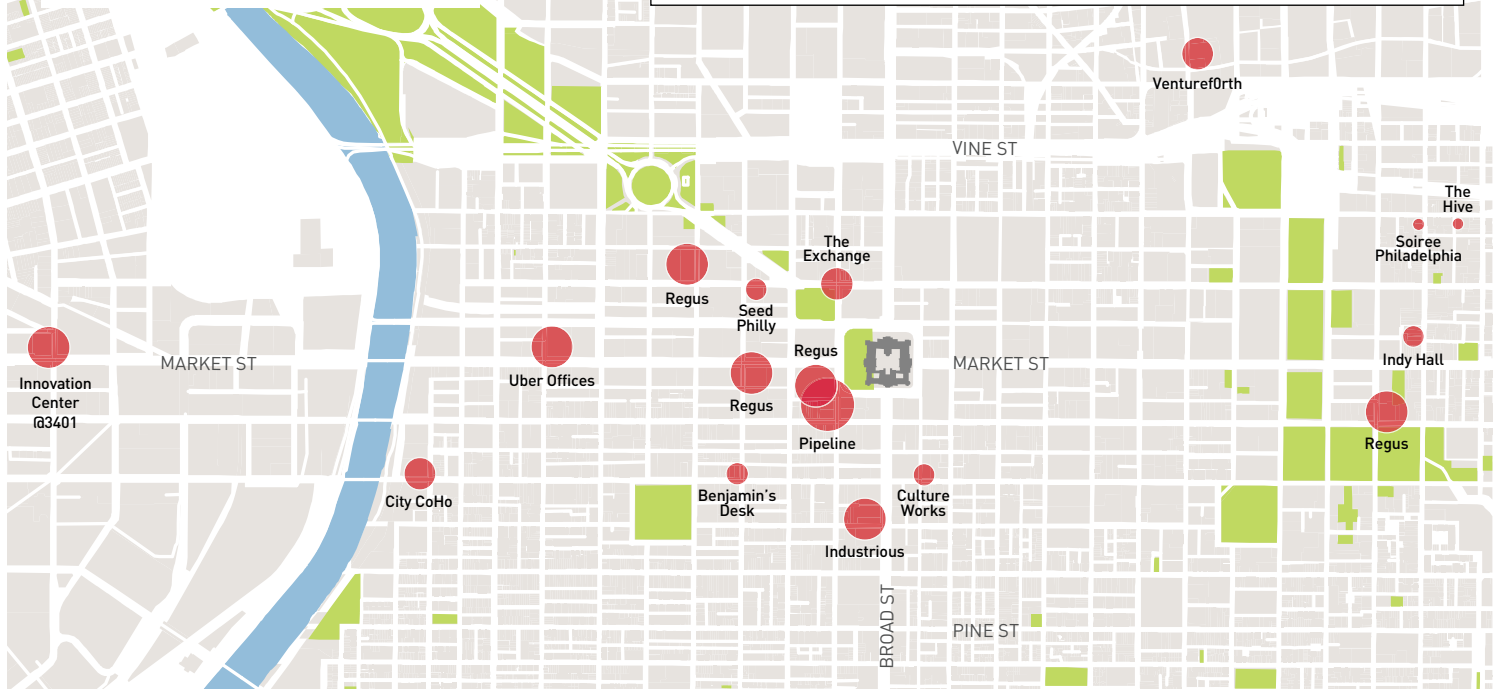 Venturef0rth
VINE ST
The
Hive
Soiree
Philadelphia
The
Exchange
Regus
Seed
Philly
Regus
Indy Hall
MARKET ST
MARKET ST
Innovation
Center
@3401
Uber Offices
Regus
Pipeline
Regus
City CoHo
Benjamin's
Desk
Culture
Works
Industrious
BROAD ST
PINE ST